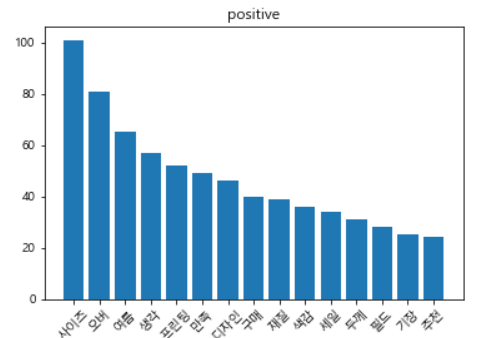 positive
100
80
60
40
20
0
사이즈
오버
여름
생각
프린팅
만족
디자인
구매
재질
색감
세일
두께
필드
기장
추천